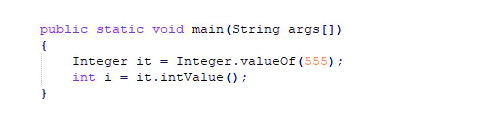 public static void main(String args[])
{
Integer it = Integer.valueOf(555);
int i = it.intValue();
}